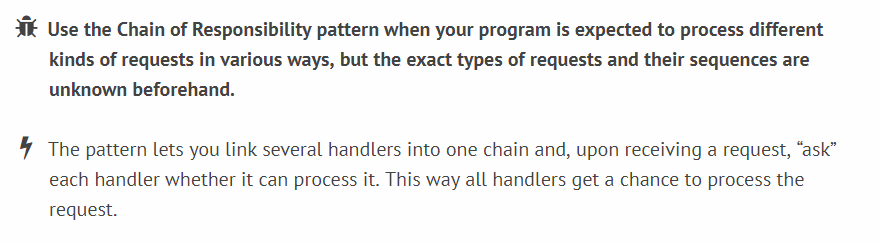 Use the Chain of Responsibility pattern when your program is expected to process different
kinds of requests in various ways, but the exact types of requests and their sequences are
unknown beforehand.
The pattern lets you link several handlers into one chain and, upon receiving a request, “ask”
each handler whether it can process it. This way all handlers get a chance to process the
request.